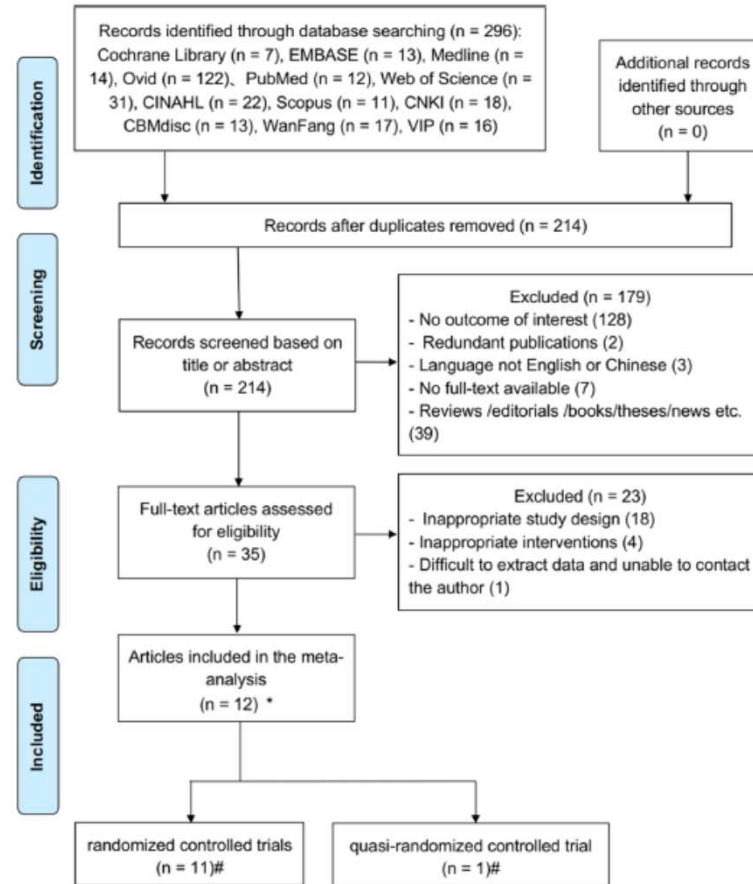 Identification
Records identified through database searching (n = 296):
Cochrane Library (n = 7), EMBASE (n = 13), Medline (n =
14), Ovid (n = 122)、PubMed (n = 12), Web of Science (n =
31), CINAHL (n = 22), Scopus (n = 11), CNKI (n = 18),
CBMdisc (n = 13), WanFang (n = 17), VIP (n = 16)
Additional records
identified through
other sources
(n = 0)
Records after duplicates removed (n = 214)
Screening
Records screened based on
title or abstract
(n = 214)
Excluded (n = 179)
- No outcome of interest (128)
- Redundant publications (2)
- Language not English or Chinese (3)
- No full-text available (7)
- Reviews /editorials /books/theses/news etc.
(39)
Eligibility
Full-text articles assessed
for eligibility
(n = 35)
Excluded (n = 23)
- Inappropriate study design (18)
- Inappropriate interventions (4)
- Difficult to extract data and unable to contact
the author (1)
Included
Articles included in the meta-
analysis
(n = 12) *
randomized controlled trials
(n = 11)#
quasi-randomized controlled trial
(n = 1)#